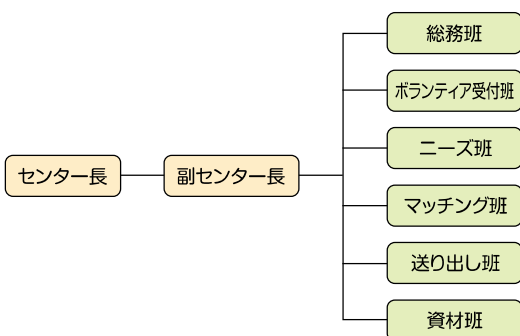 センター長
副センター長
総務班
ボランティア受付班
ニーズ班
マッチング班
送り出し班
資材班